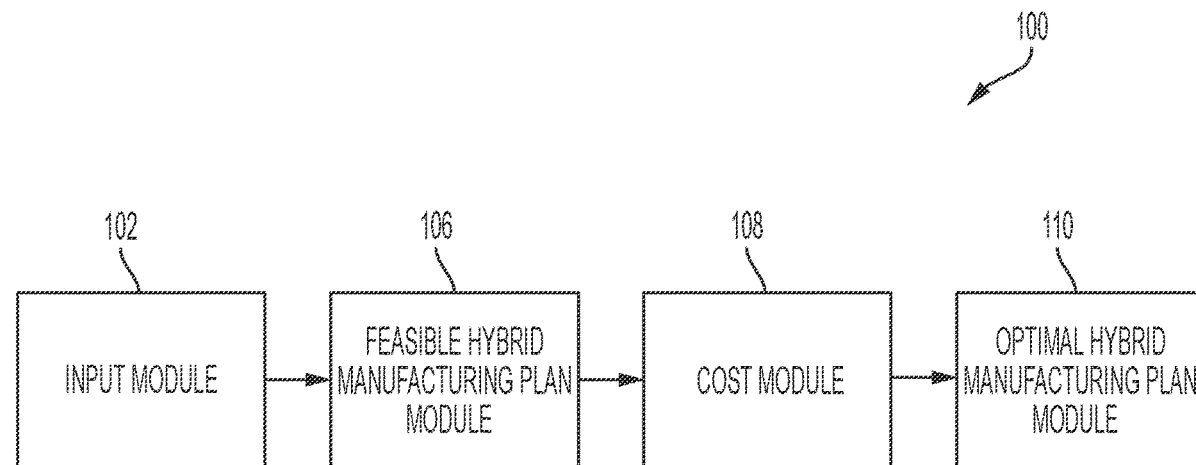 100
102
106
108
110
INPUT MODULE
FEASIBLE HYBRID
MANUFACTURING PLAN
MODULE
COST MODULE
OPTIMAL HYBRID
MANUFACTURING PLAN
MODULE